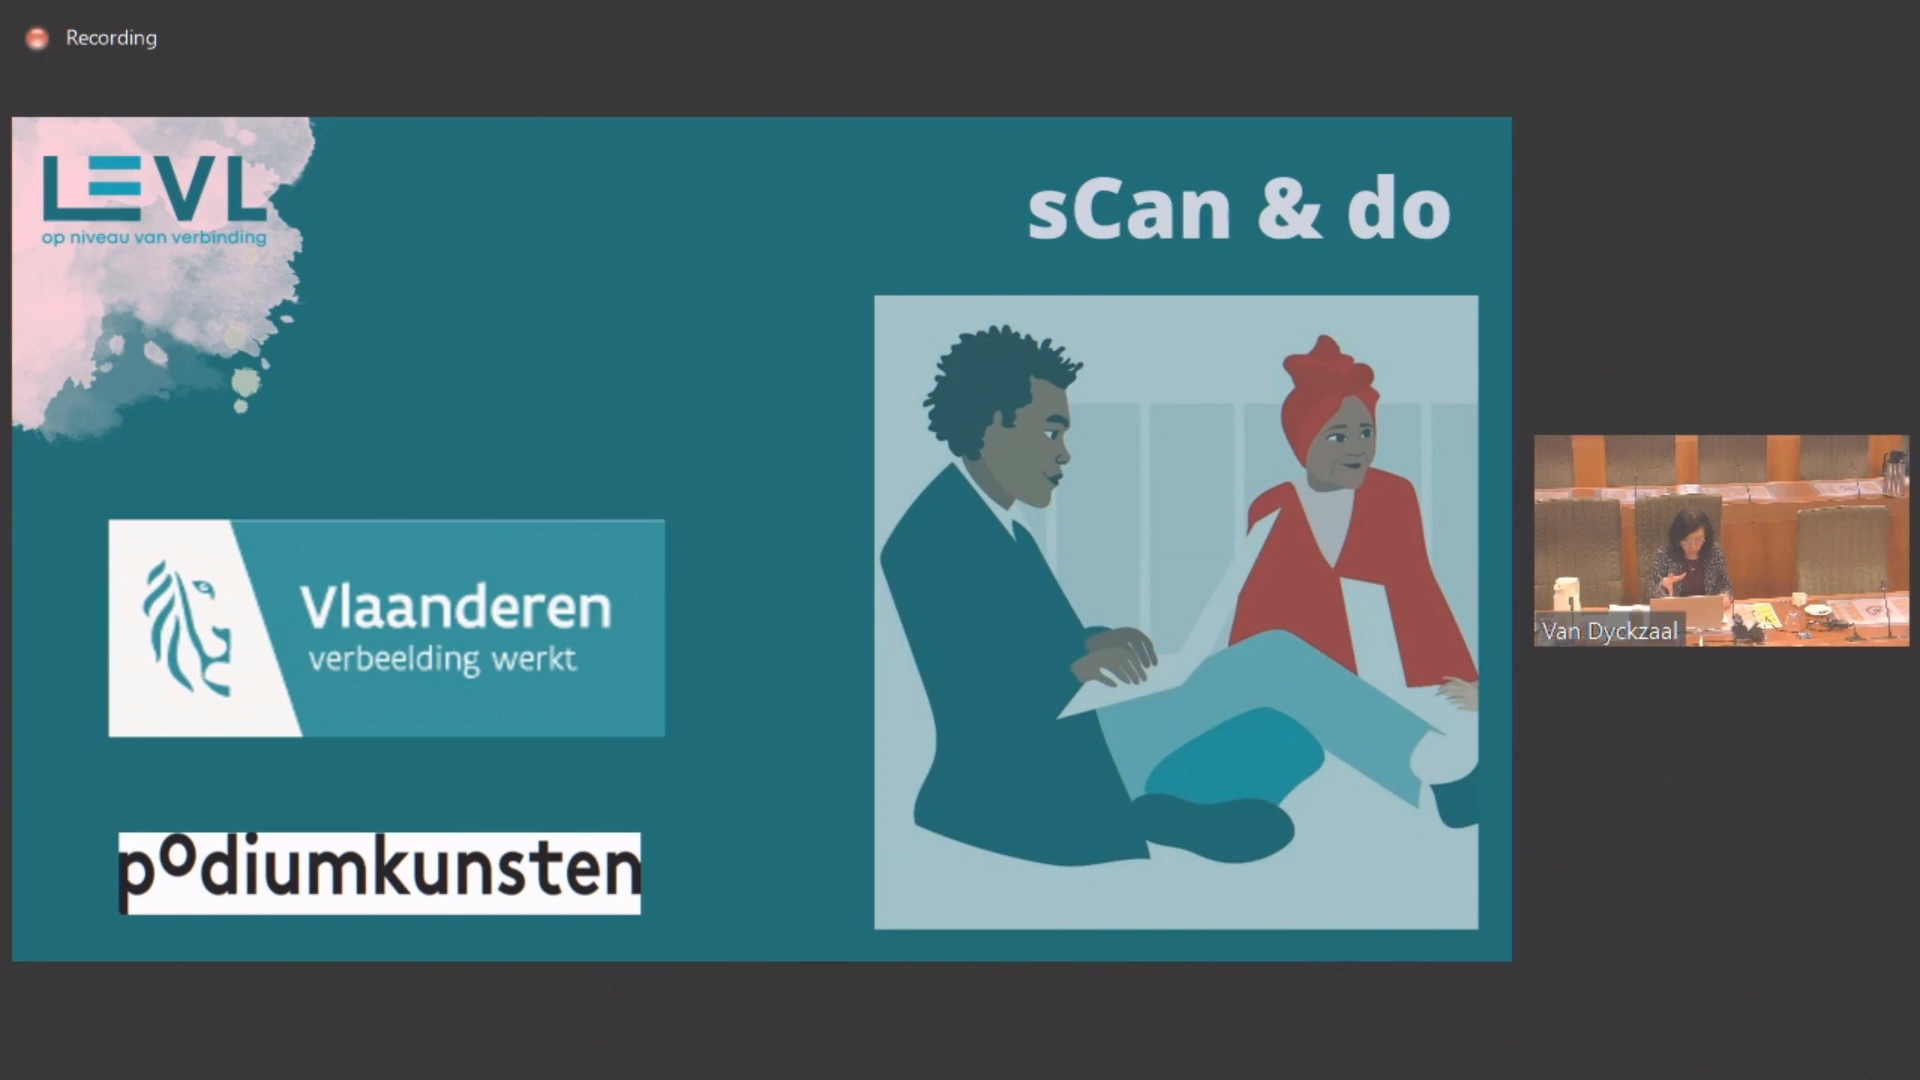 Recording
LEVL
op niveau van verbinding
sCan & do
Vlaanderen
verbeelding werkt
podiumkunsten
Van Dyckzaal